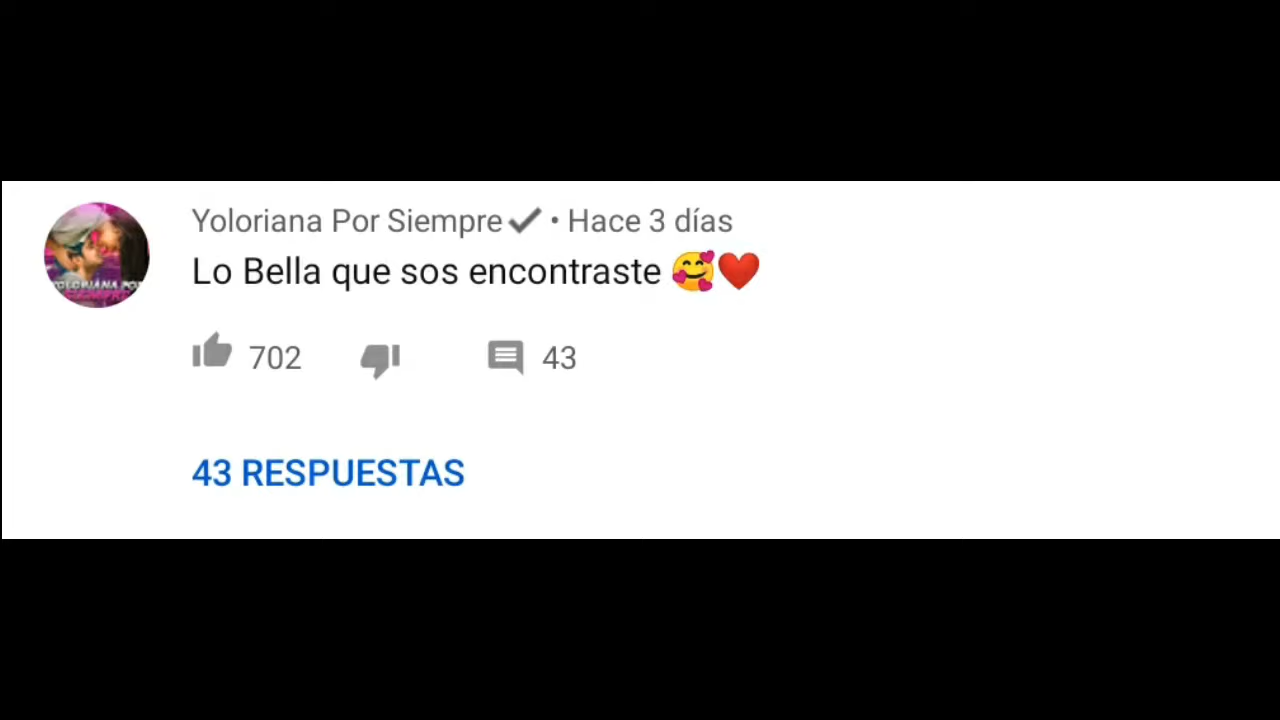 Yoloriana Por Siempre✔ • Hace 3 días
Lo Bella que sos encontraste 🥰❤️
702 43
43 RESPUESTAS